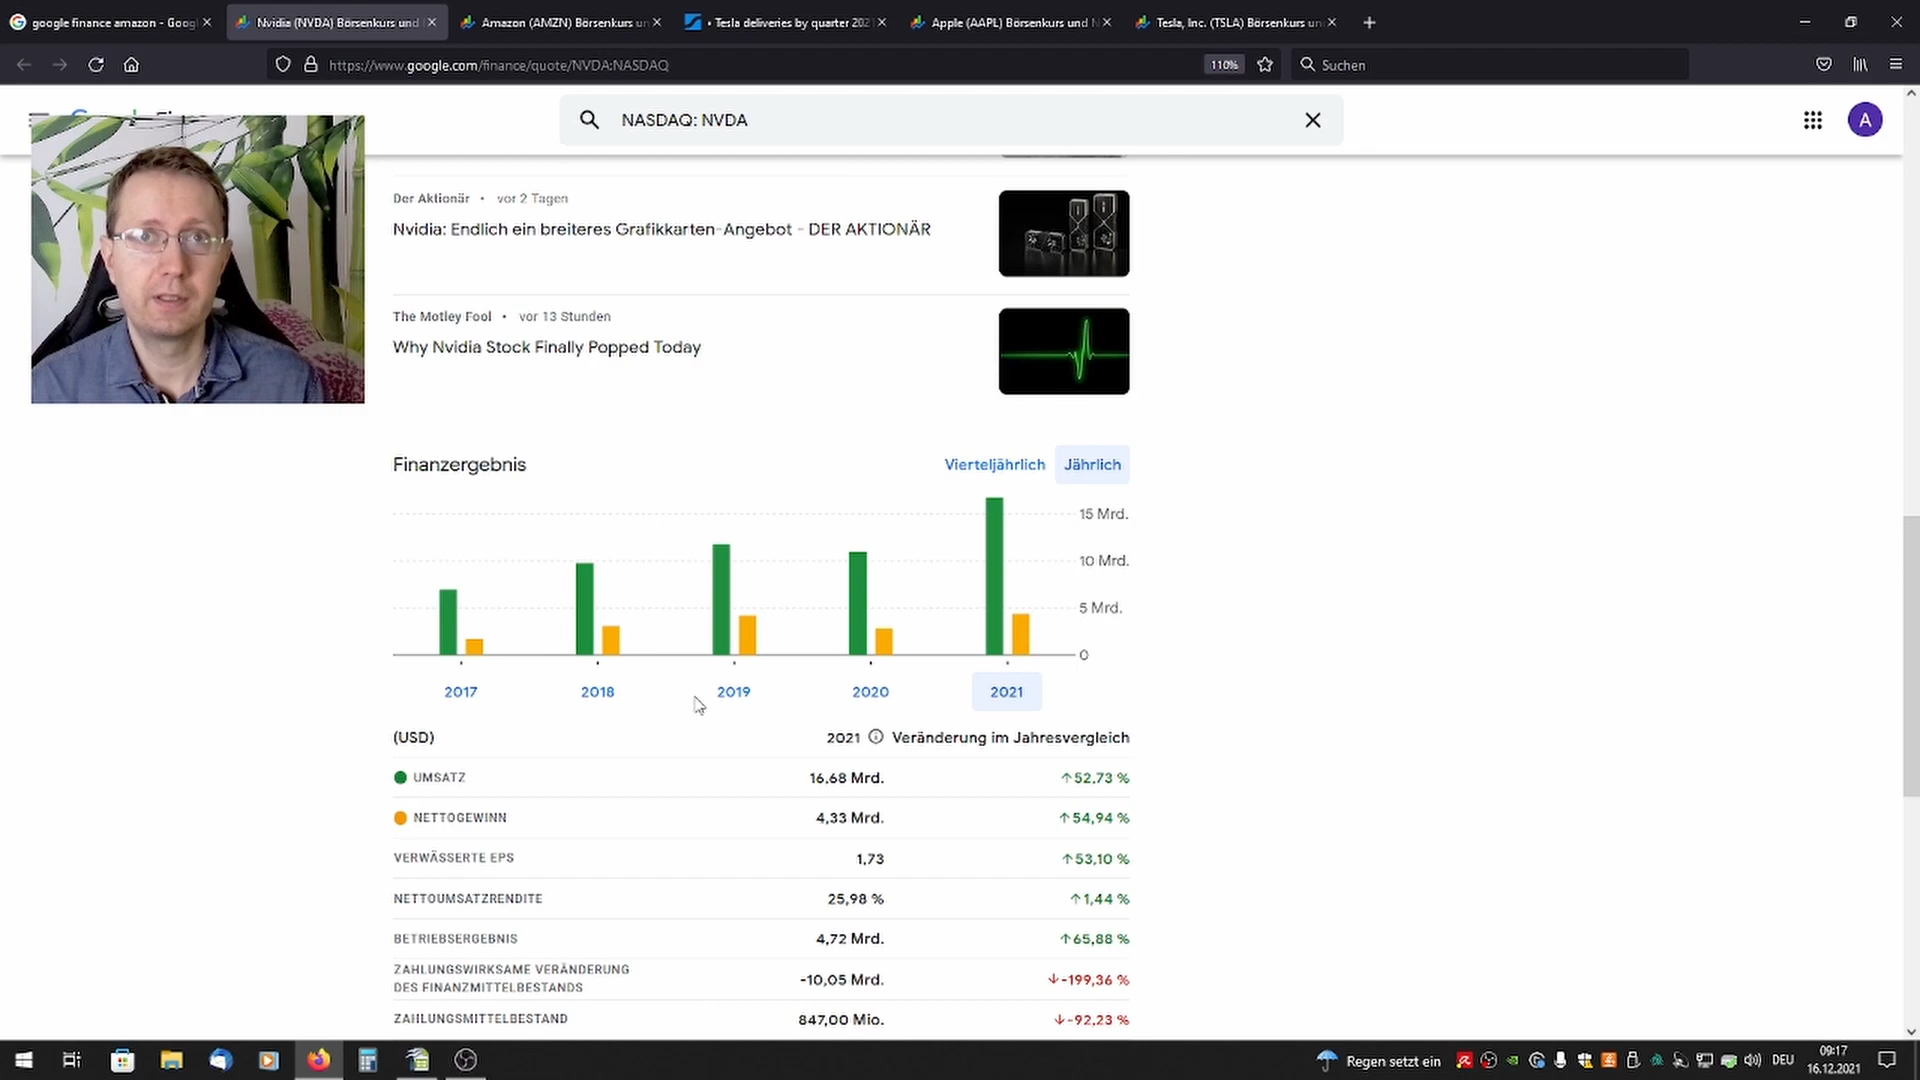 google finance amazon - Googl
Nvidia (NVDA) Börsenkurs und
Amazon (AMZN) Börsenkurs un
• Tesla deliveries by quarter 202
Apple (AAPL) Börsenkurs und N
Tesla, Inc. (TSLA) Börsenkurs un
https://www.google.com/finance/quote/NVDA:NASDAQ
110%
Suchen
NASDAQ: NVDA
A
Der Aktionär • vor 2 Tagen
Nvidia: Endlich ein breiteres Grafikkarten-Angebot - DER AKTIONÄR
The Motley Fool • vor 13 Stunden
Why Nvidia Stock Finally Popped Today
Finanzergebnis
Vierteljährlich
Jährlich
15 Mrd.
10 Mrd.
5 Mrd.
0
2017 2018 2019 2020 2021
(USD) 2021 Veränderung im Jahresvergleich
UMSATZ 16,68 Mrd. ↑52,73 %
NETTOGEWINN 4,33 Mrd. ↑54,94 %
VERWÄSSERTE EPS 1,73 ↑53,10 %
NETTOUMSATZRENDITE 25,98 % ↑1,44 %
BETRIEBSERGEBNIS 4,72 Mrd. ↑65,88 %
ZAHLUNGSWIRKSAME VERÄNDERUNG
DES FINANZMITTELBESTANDS -10,05 Mrd. ↓-199,36 %
ZAHLUNGSMITTELBESTAND 847,00 Mio. ↓-92,23 %
Regen setzt ein
DEU
09:17
16.12.2021